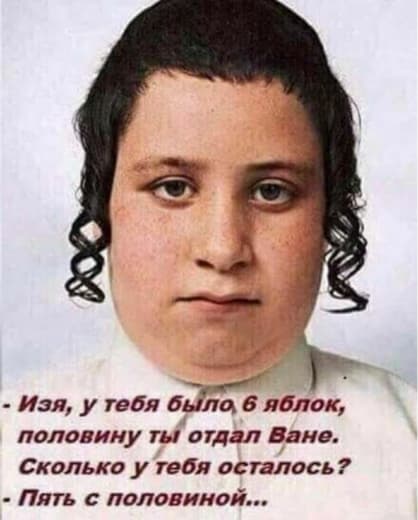 - Изя, у тебя было 6 яблок,
половину ты отдал Ване.
Сколько у тебя осталось?
- Пять с половиной...